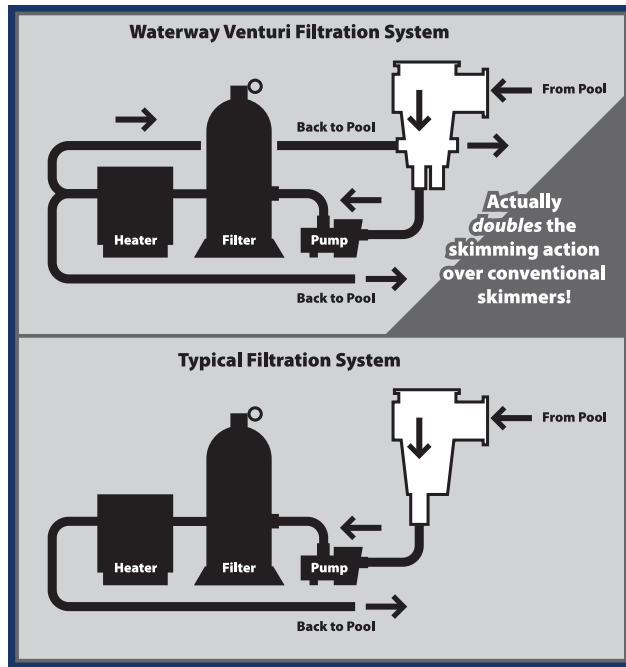 Waterway Venturi Filtration System
From Pool
Back to Pool
Heater
Filter
Pump
Back to Pool
Actually
doubles the
skimming action
over conventional
skimmers!
Typical Filtration System
From Pool
Heater
Filter
Pump
Back to Pool